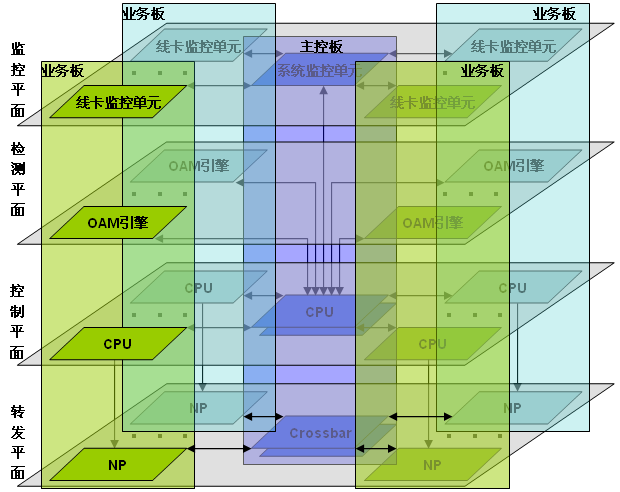 业务板
业务板
主控板
业务板
业务板
监控平面
线卡监控单元
线卡监控单元
系统监控单元
线卡监控单元
线卡监控单元
检测平面
OAM引擎
OAM引擎
OAM引擎
OAM引擎
控制平面
CPU
CPU
CPU
CPU
CPU
转发平面
NP
NP
Crossbar
NP
NP